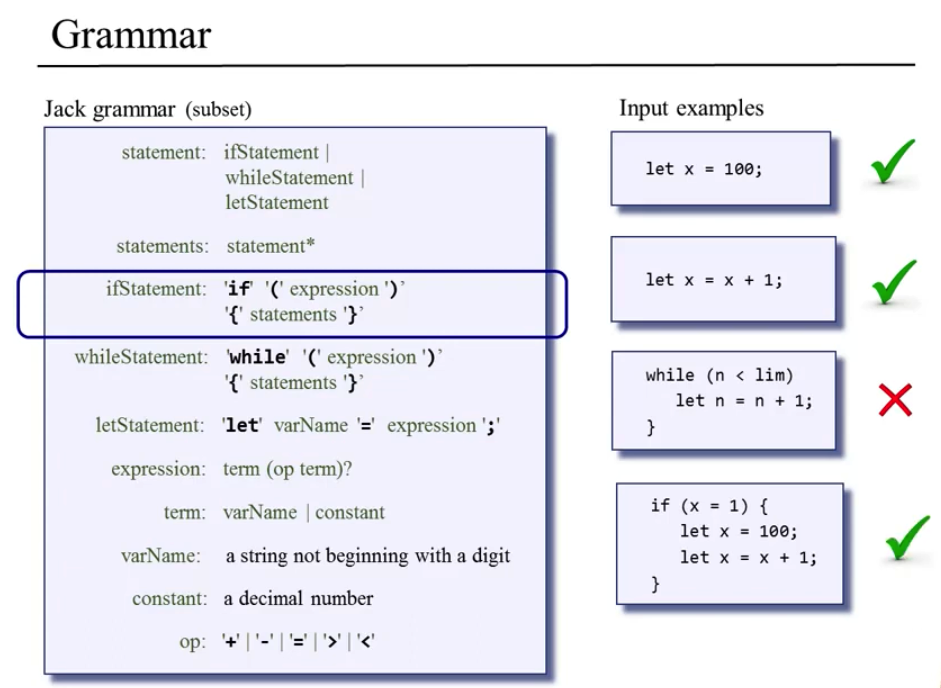 Grammar
Jack grammar (subset)
statement: ifStatement |
whileStatement |
letStatement
statements: statement*
ifStatement: 'if' '(' expression ')’
'{' statements '}’
whileStatement: 'while' '(' expression ')’
'{' statements '}’
letStatement: 'let' varName '=' expression ';'
expression: term (op term)?
term: varName | constant
varName: a string not beginning with a digit
constant: a decimal number
op: '+' | '-' | '=' | '>' | '<'
Input examples
let x = 100;
let x = x + 1;
while (n < lim)
let n = n + 1;
}
if (x = 1) {
let x = 100;
let x = x + 1;
}